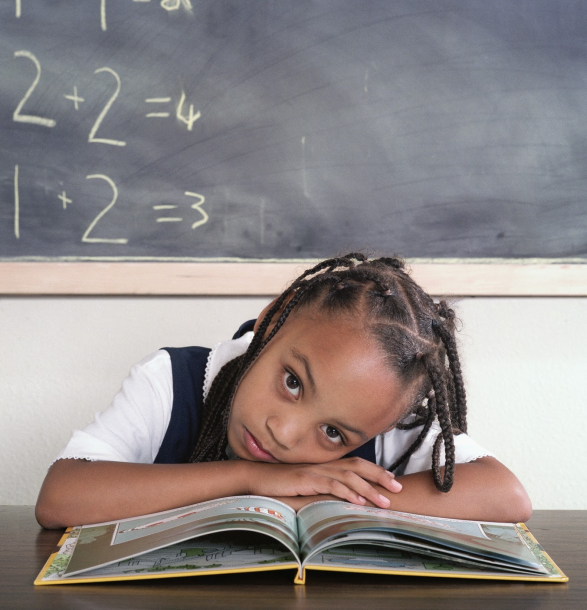 2 + 2 = 4
1 + 2 = 3